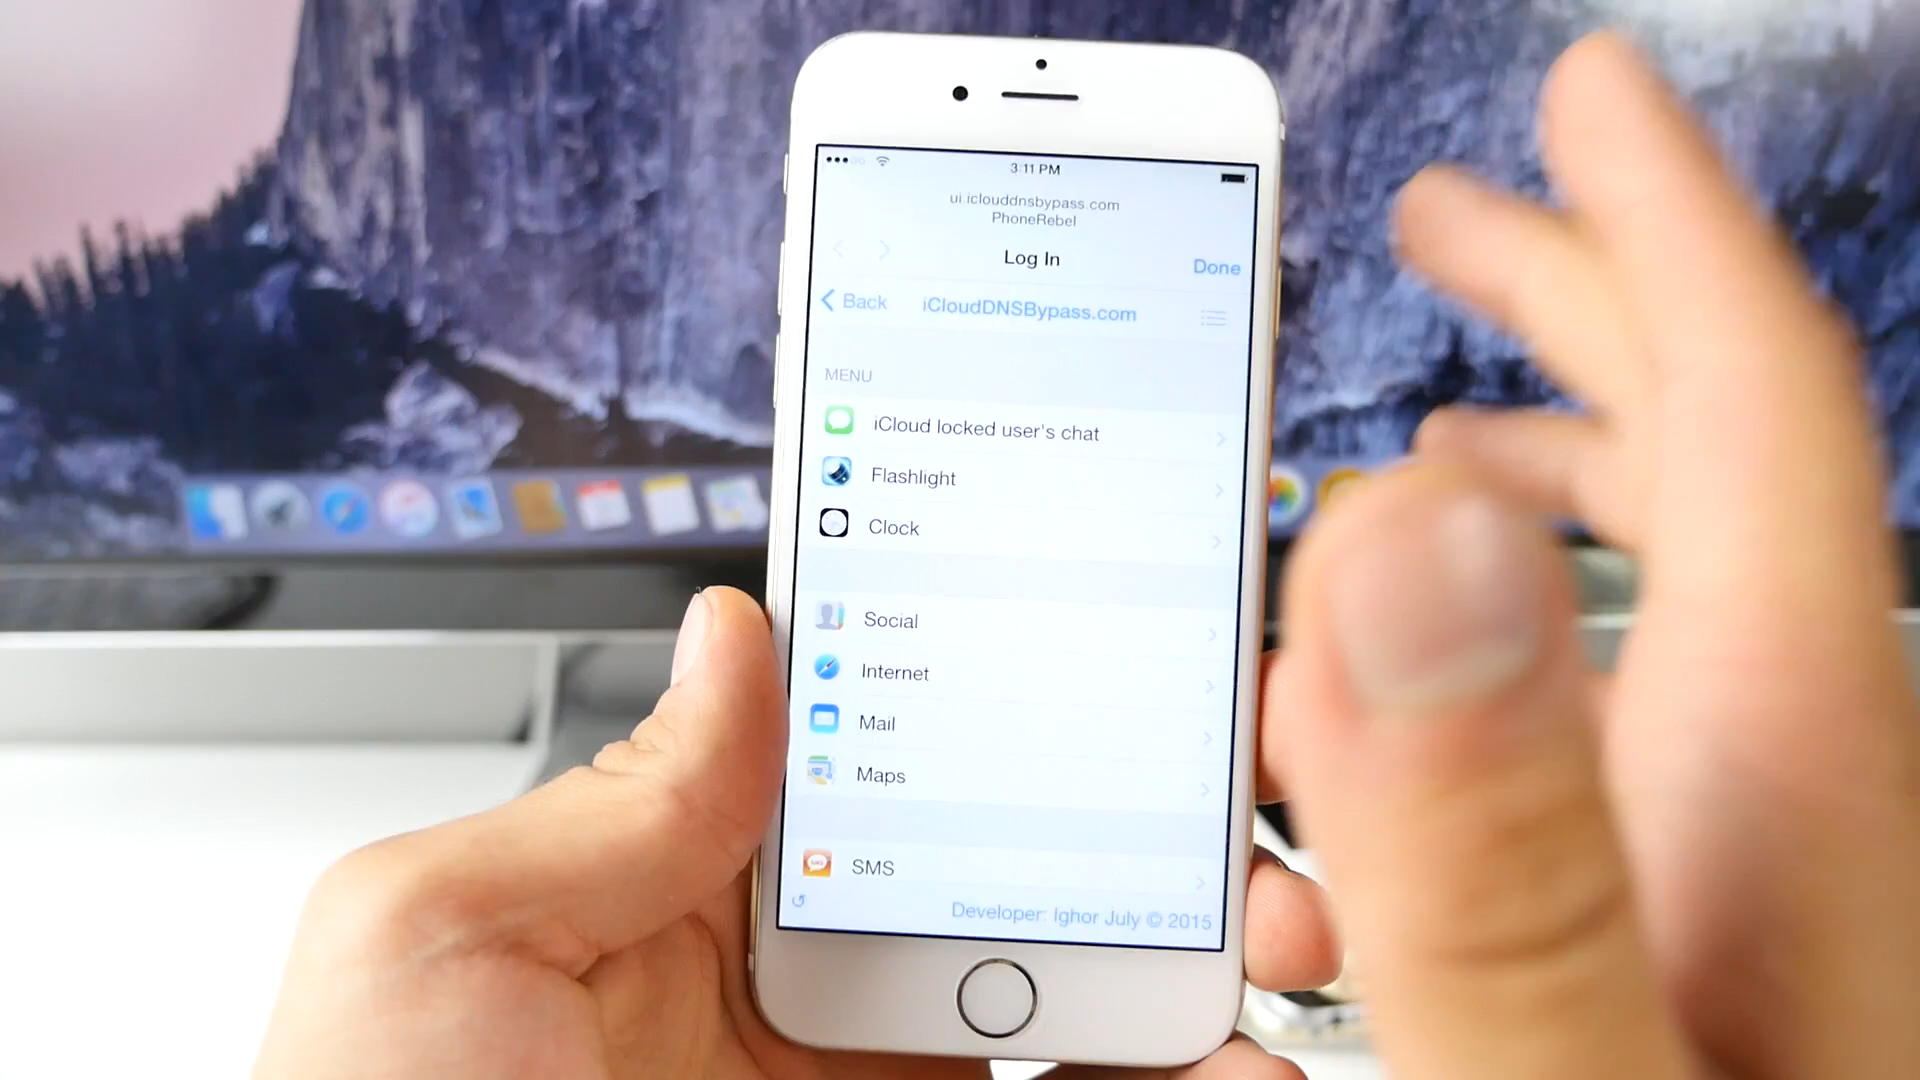 3:11 PM
ui.iclouddnsbypass.com
PhoneRebel
Log In
Done
Back
iCloudDNSBypass.com
MENU
iCloud locked user's chat
Flashlight
Clock
Social
Internet
Mail
Maps
SMS
Developer: Ighor July © 2015